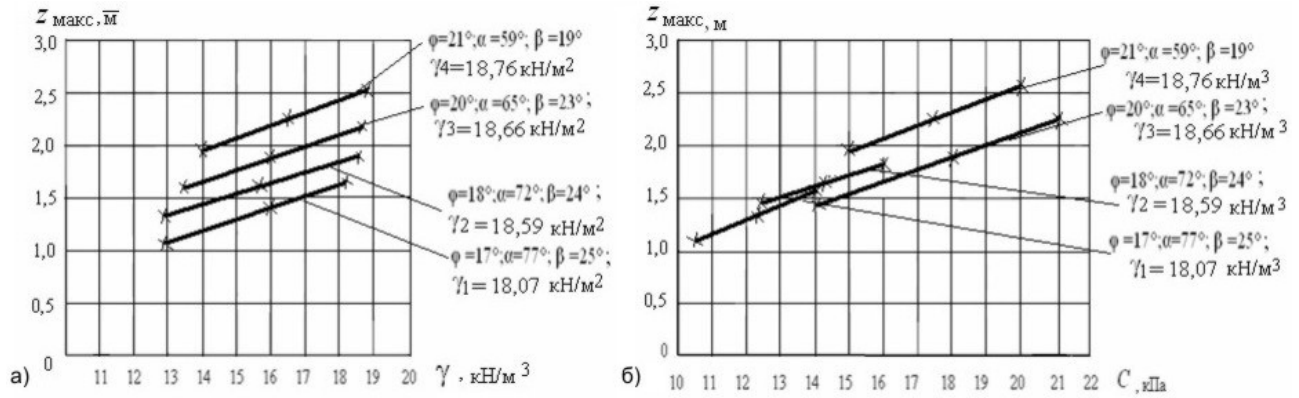 z макс, м
3,0
2,5
2,0
1,5
1,0
0,5
0
11 12 13 14 15 16 17 18 19 20
γ , кН/м 3
а)
φ=21°;α =59°; β =19°
γ4=18,76 кН/м2
φ=20°;α =65°; β =23° ;
γ3=18,66 кН/м2
φ=18°;α=72°; β=24° ;
γ2=18,59 кН/м2
φ =17°;α=77°; β =25° ;
γ1= 18,07 кН/м2
z макс, м
3,0
2,5
2,0
1,5
1,0
0,5
0
10 11 12 13 14 15 16 17 18 19 20 21 22
C ,кПа
б)
φ=21°;α =59°; β =19°
γ4=18,76 кН/м3
φ=20°;α =65°; β =23° ;
γ3=18,66 кН/м3
φ=18°;α=72°; β=24° ;
γ2=18,59 кН/м3
φ =17°;α=77°; β =25° ;
γ1=18,07 кН/м3